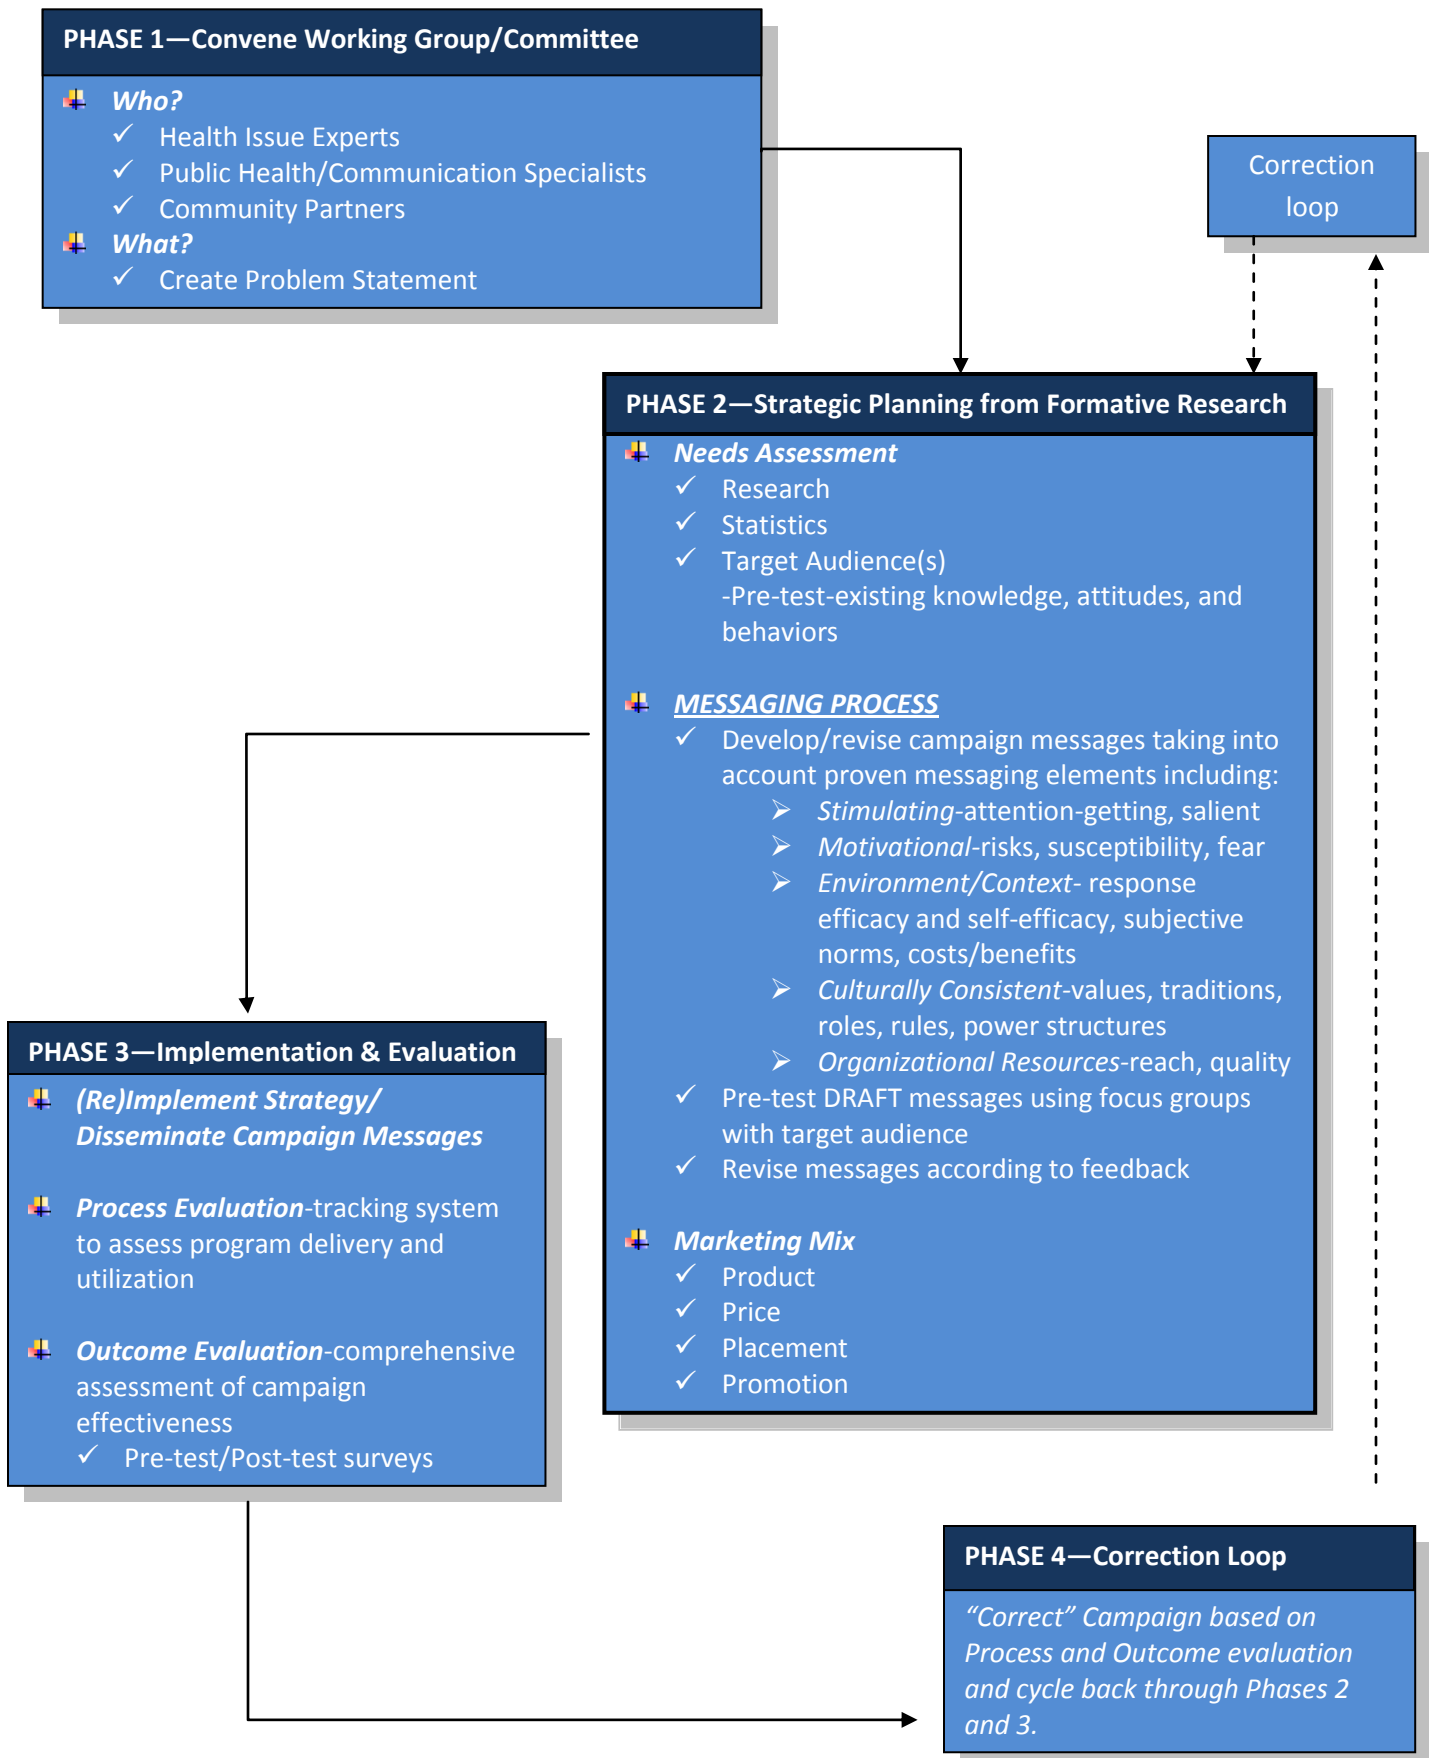 PHASE 1—Convene Working Group/Committee
Who?
✓ Health Issue Experts
✓ Public Health/Communication Specialists
✓ Community Partners
What?
✓ Create Problem Statement
Correction
loop
PHASE 2—Strategic Planning from Formative Research
Needs Assessment
✓ Research
✓ Statistics
✓ Target Audience(s)
-Pre-test-existing knowledge, attitudes, and
behaviors
MESSAGING PROCESS
✓ Develop/revise campaign messages taking into
account proven messaging elements including:
➢ Stimulating-attention-getting, salient
➢ Motivational-risks, susceptibility, fear
➢ Environment/Context- response
efficacy and self-efficacy, subjective
norms, costs/benefits
➢ Culturally Consistent-values, traditions,
roles, rules, power structures
➢ Organizational Resources-reach, quality
✓ Pre-test DRAFT messages using focus groups
with target audience
✓ Revise messages according to feedback
Marketing Mix
✓ Product
✓ Price
✓ Placement
✓ Promotion
PHASE 3—Implementation & Evaluation
(Re)Implement Strategy/
Disseminate Campaign Messages
Process Evaluation-tracking system
to assess program delivery and
utilization
Outcome Evaluation-comprehensive
assessment of campaign
effectiveness
✓ Pre-test/Post-test surveys
PHASE 4—Correction Loop
“Correct” Campaign based on
Process and Outcome evaluation
and cycle back through Phases 2
and 3.